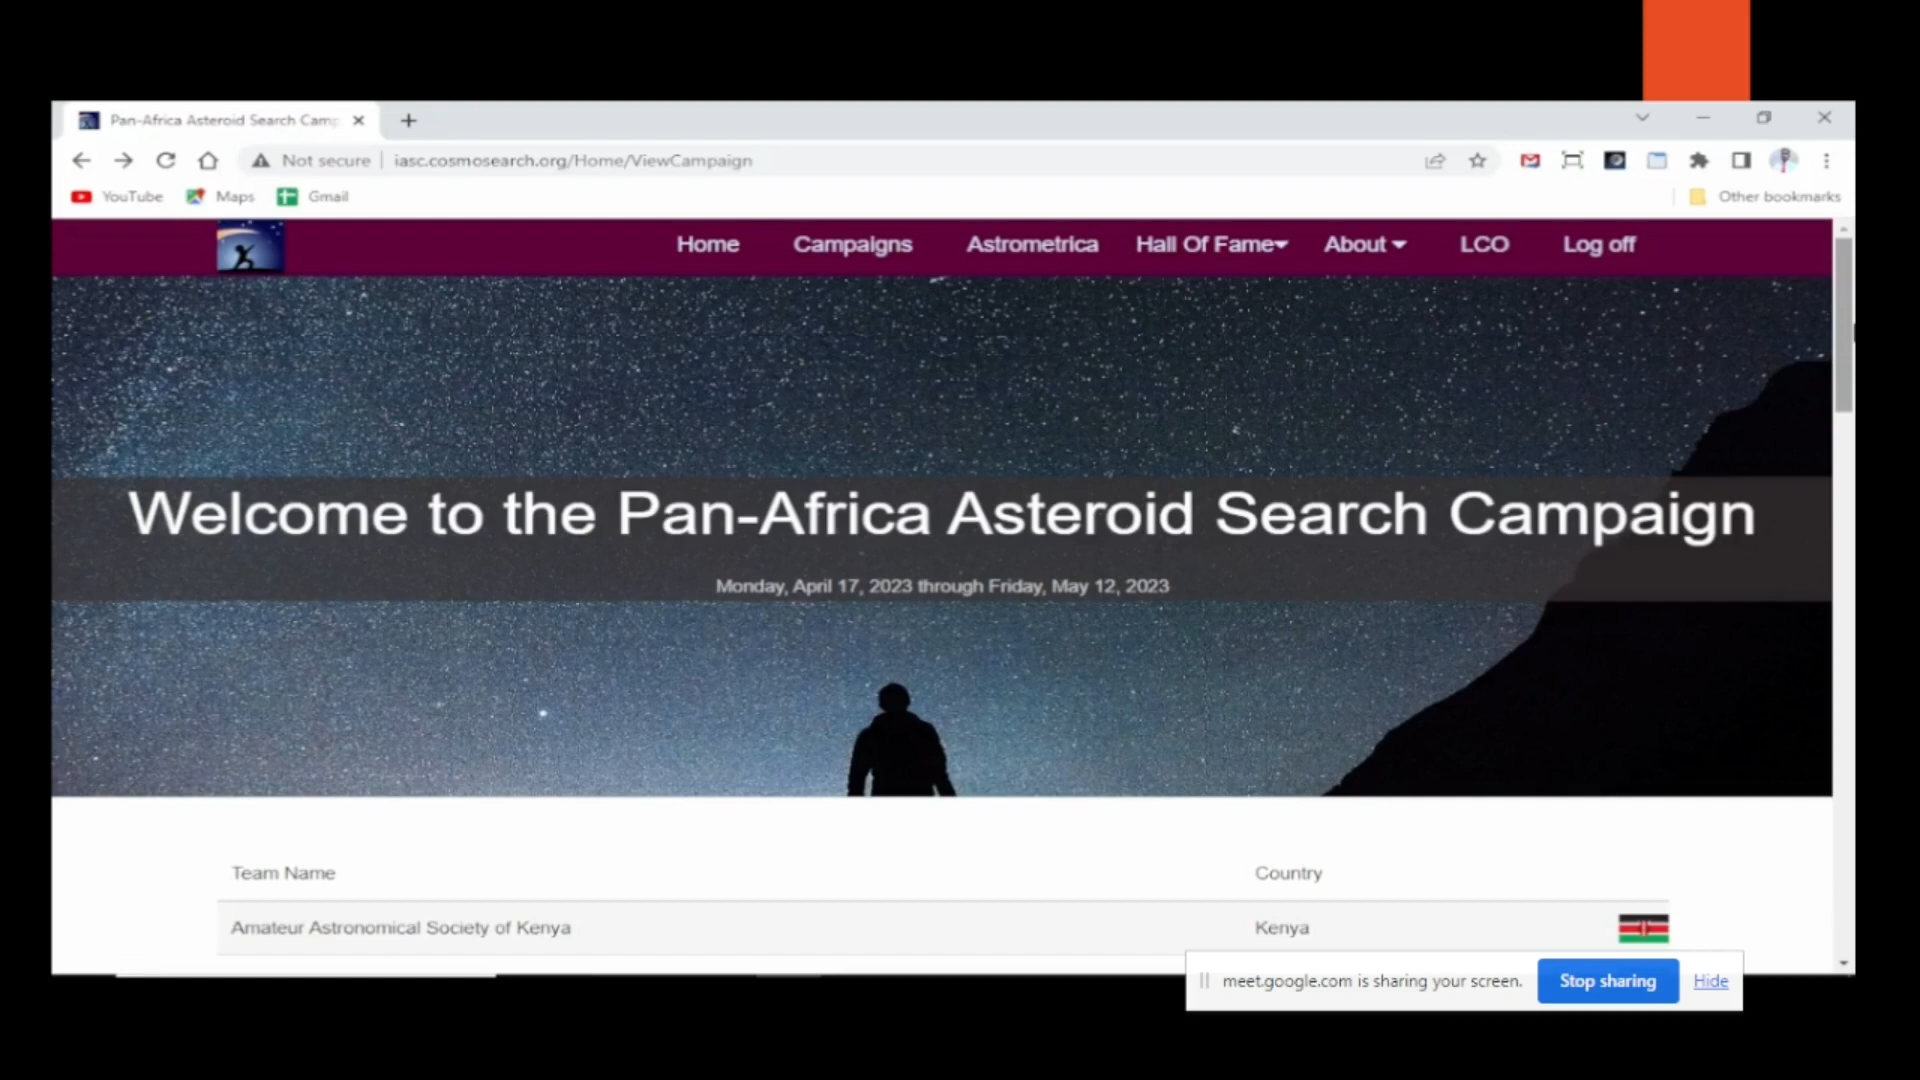 Pan-Africa Asteroid Search Camp
Not secure | iasc.cosmosearch.org/Home/ViewCampaign
YouTube Maps Gmail Other bookmarks
Home Campaigns Astrometrica Hall Of Fame About LCO Log off
Welcome to the Pan-Africa Asteroid Search Campaign
Monday, April 17, 2023 through Friday, May 12, 2023
Team Name Country
Amateur Astronomical Society of Kenya Kenya
meet.google.com is sharing your screen. Stop sharing Hide